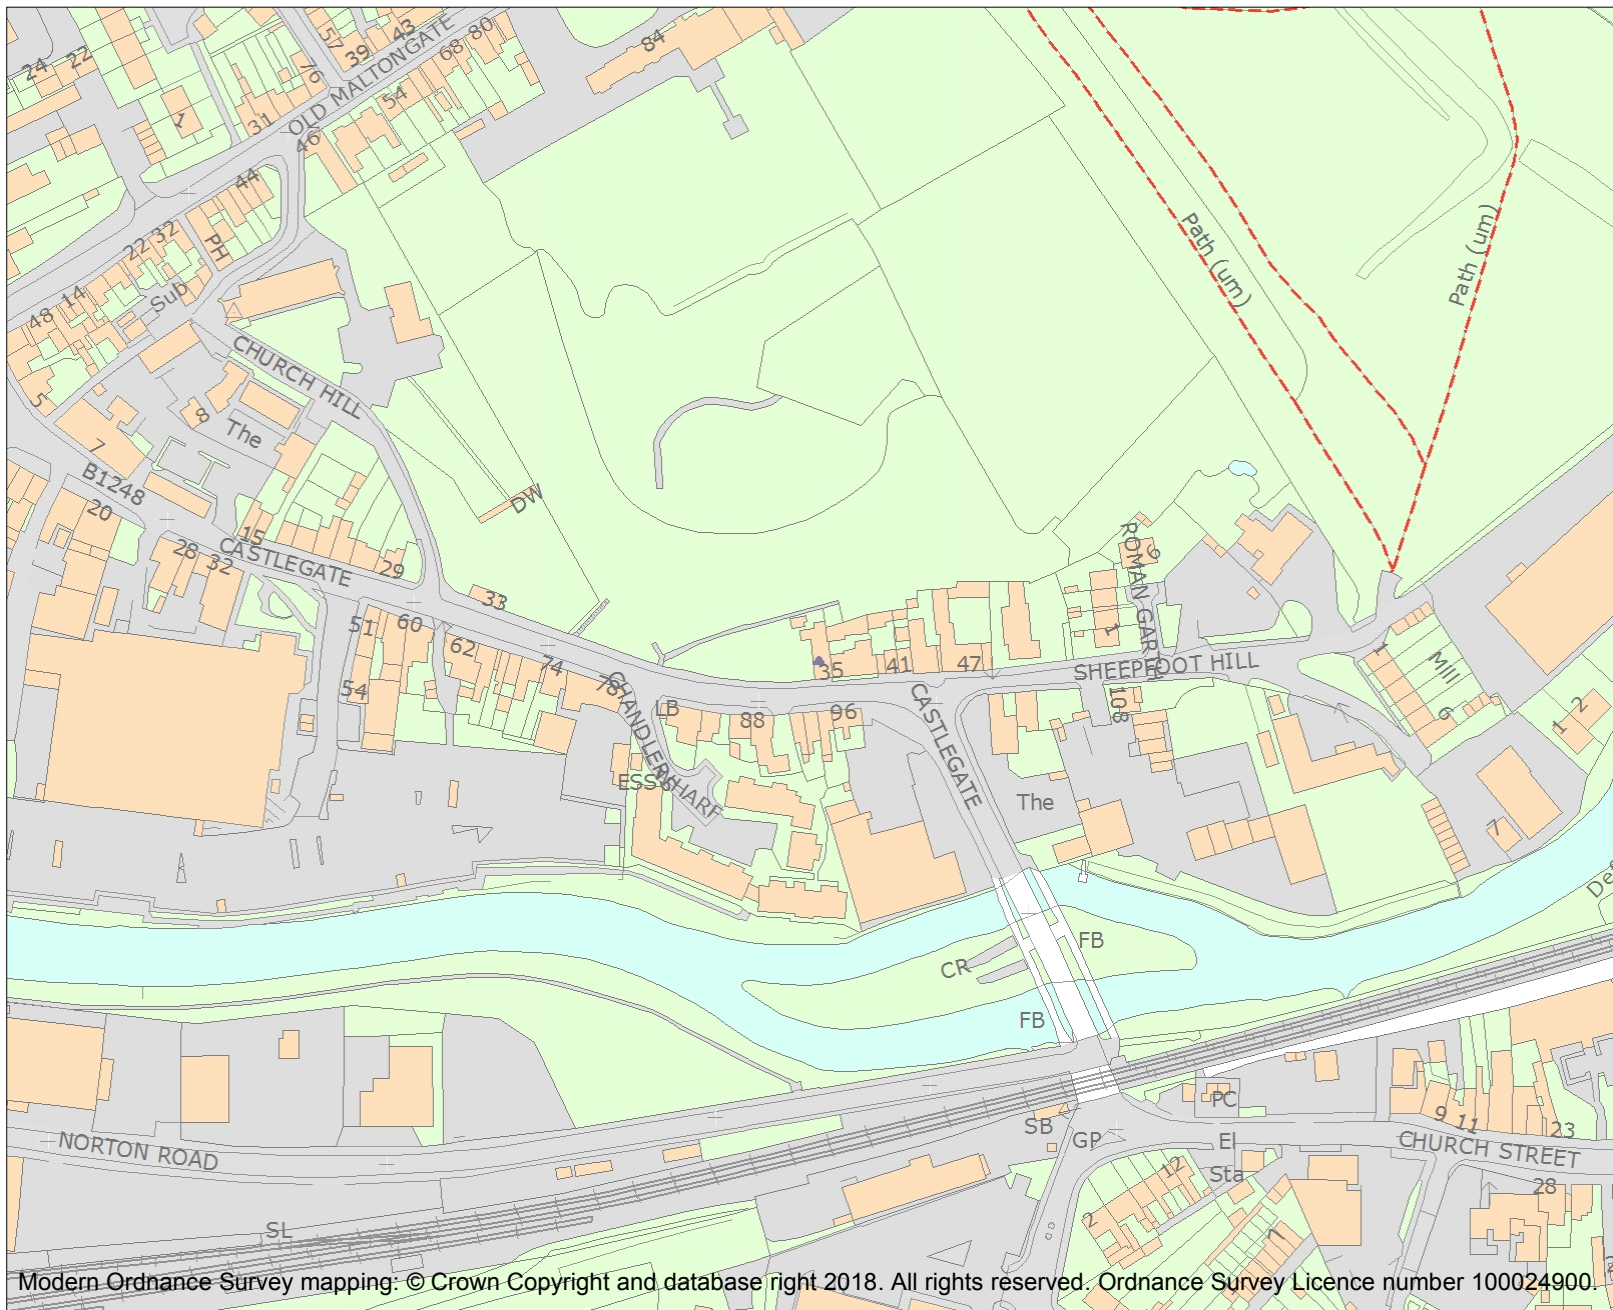 24
22
57
39
43
68
80
84
76
OLD MALTONGATE
54
1
31
46
44
22
32
PH
Sub
14
48
5
CHURCH HILL
8
The
7
B1248
20
15
CASTLEGATE
28
32
29
33
DW
Path (um)
Path (um)
51
60
62
74
78
54
CHANDLERS WHARF
LB
88
96
35
41
47
ROMAN GARTH
6
1
SHEEPFOOT HILL
CASTLEGATE
108
1
Mill
6
2
1
7
ESSs
The
CR
FB
FB
NORTON ROAD
SL
SB
GP
PC
El
Sta
9
11
23
CHURCH STREET
12
2
7
28
Modern Ordnance Survey mapping: © Crown Copyright and database right 2018. All rights reserved. Ordnance Survey Licence number 100024900.